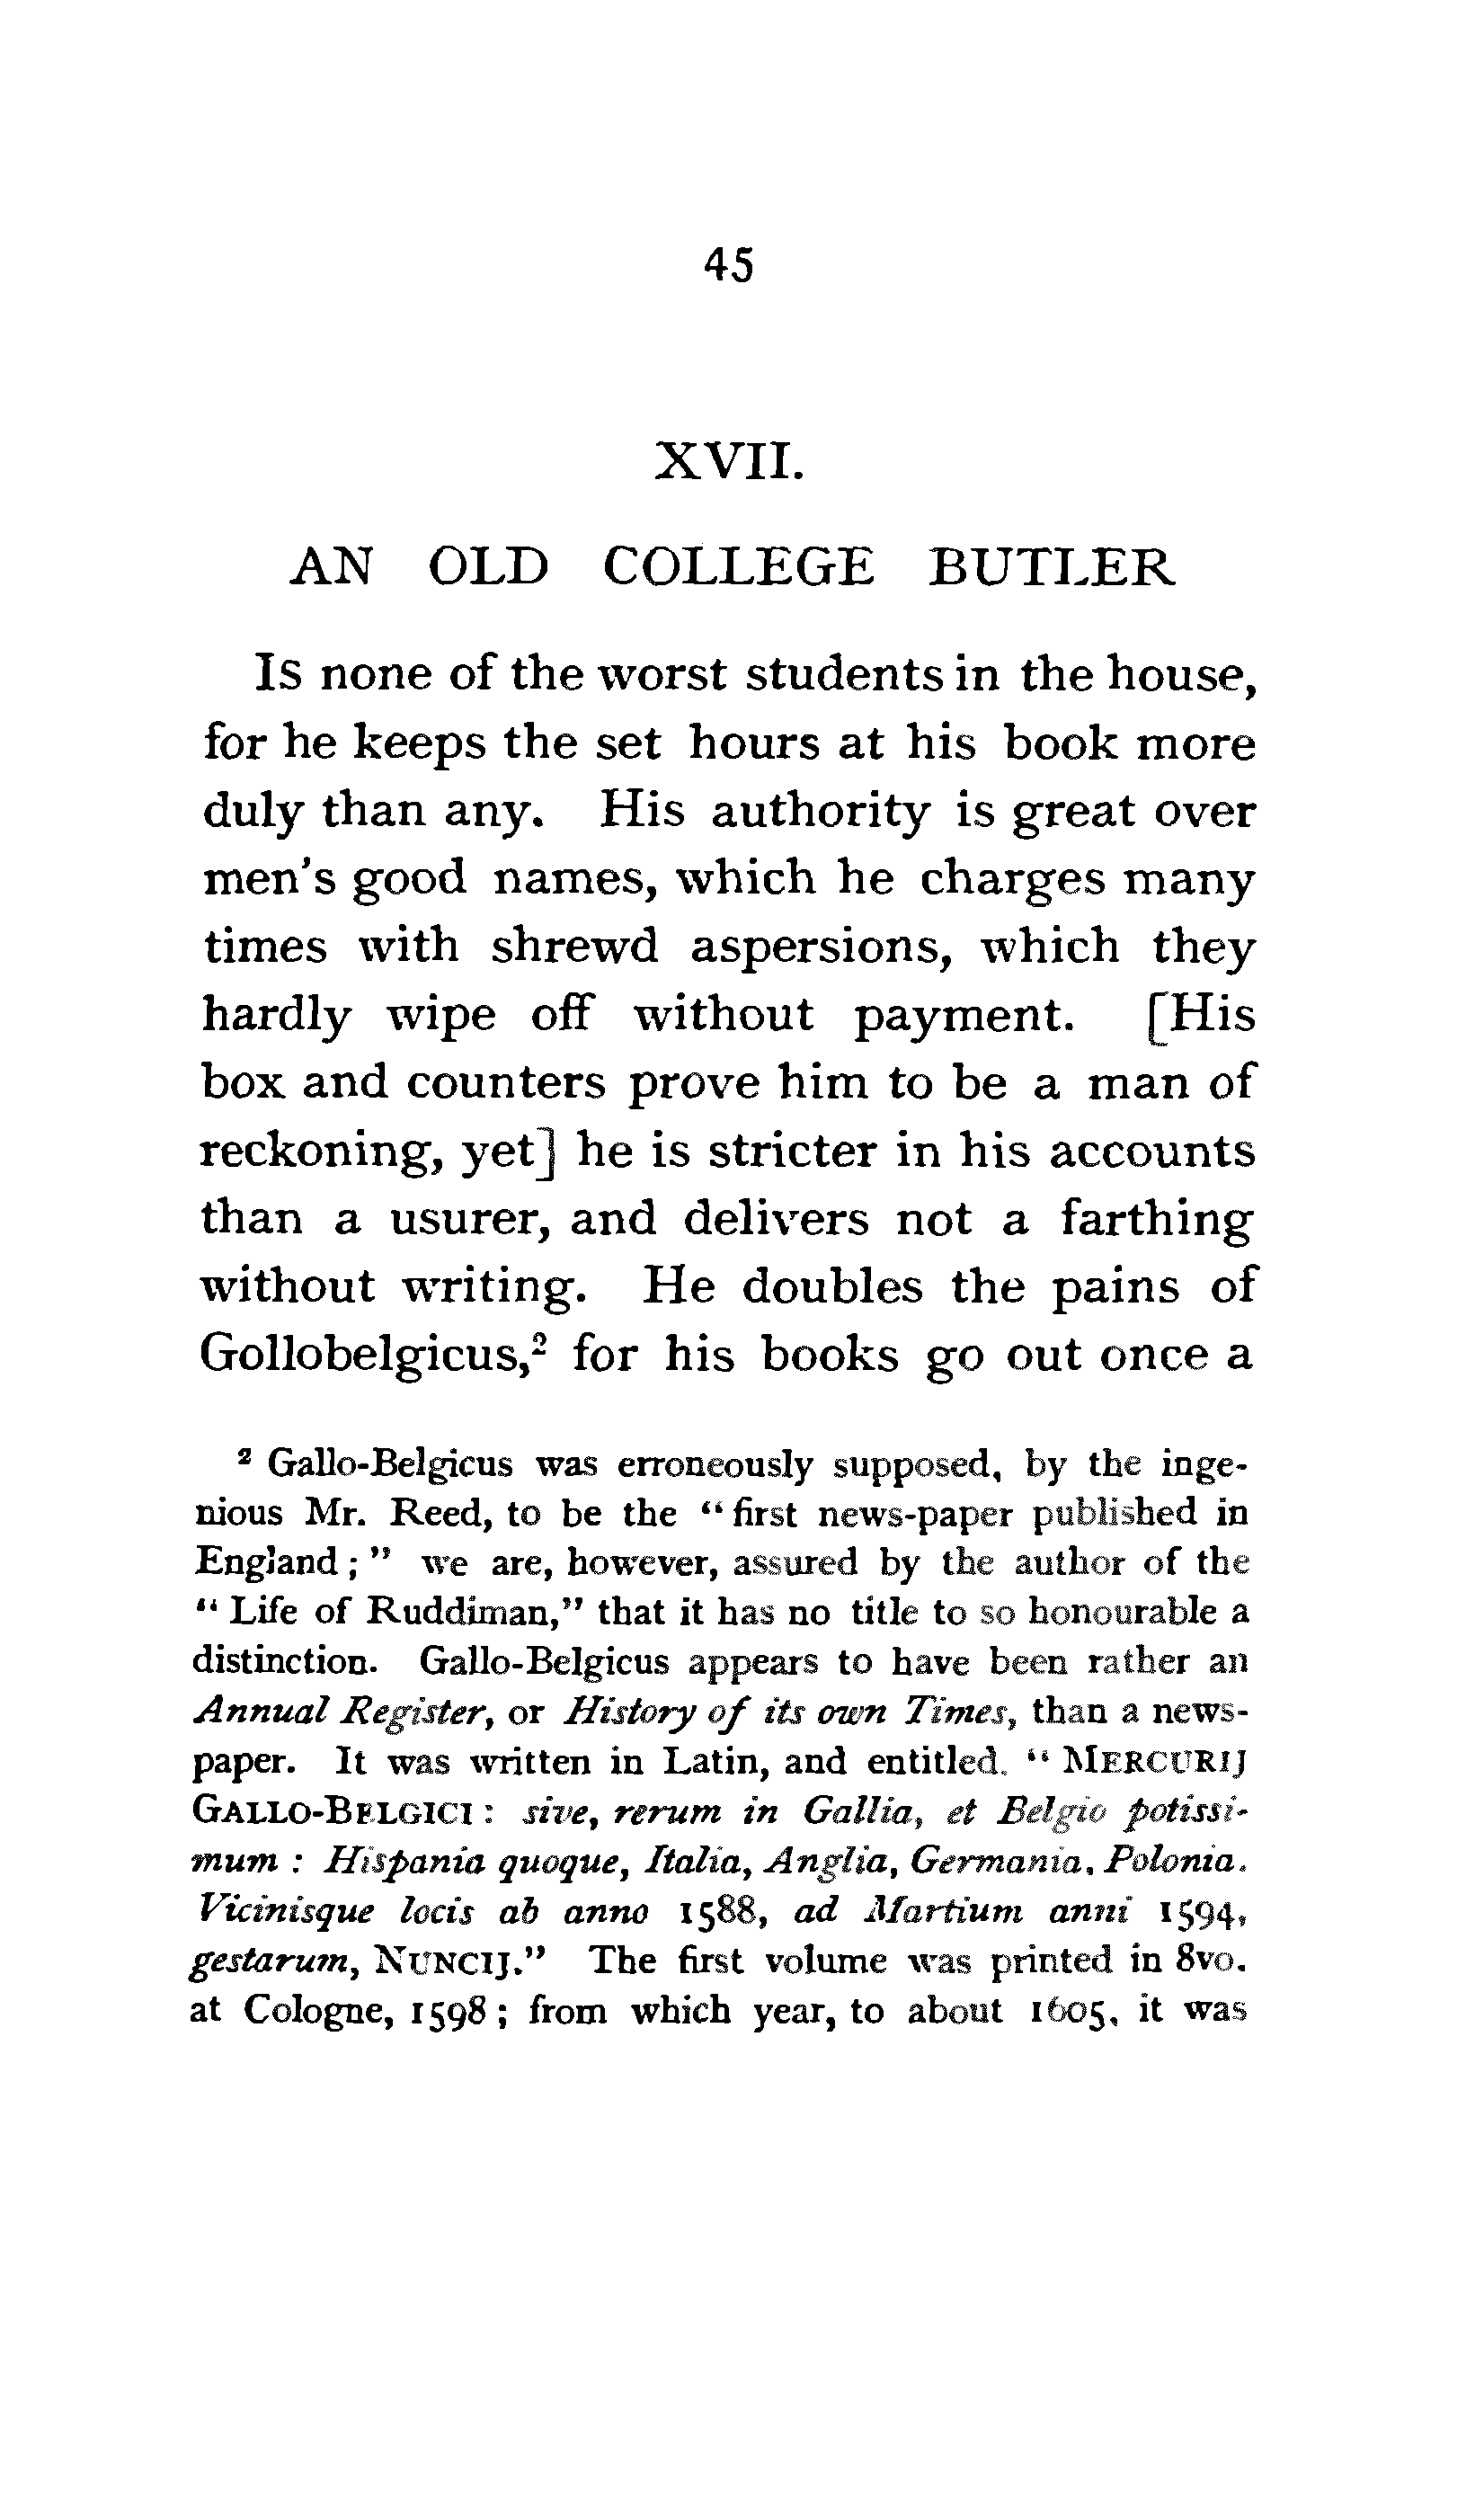 45
XVII.
AN OLD COLLEGE BUTLER
IS none of the worst students in the house,
for he keeps the set hours at his book more
duly than any. His authority is great over
men's good names, which he charges many
times with shrewd aspersions, which they
hardly wipe off without payment. [His
box and counters prove him to be a man of
reckoning, yet] he is stricter in his accounts
than a usurer, and delivers not a farthing
without writing. He doubles the pains of
Gollobelgicus,² for his books go out once a
² Gallo-Belgicus was erroneously supposed, by the inge-
nious Mr. Reed, to be the "first news-paper published in
England;" we are, however, assured by the author of the
"Life of Ruddiman," that it has no title to so honourable a
distinction. Gallo-Belgicus appears to have been rather an
Annual Register, or History of its own Times, than a news-
paper. It was written in Latin, and entitled. "MERCURIJ
GALLO-BELGICI: sive, rerum in Gallia, et Belgio potissi-
mum: Hispania quoque, Italia, Anglia, Germania, Polonia.
Vicinisque locis ab anno 1588, ad Martium anni 1594,
gestarum, NUNCIJ." The first volume was printed in 8vo.
at Cologne, 1598; from which year, to about 1605, it was